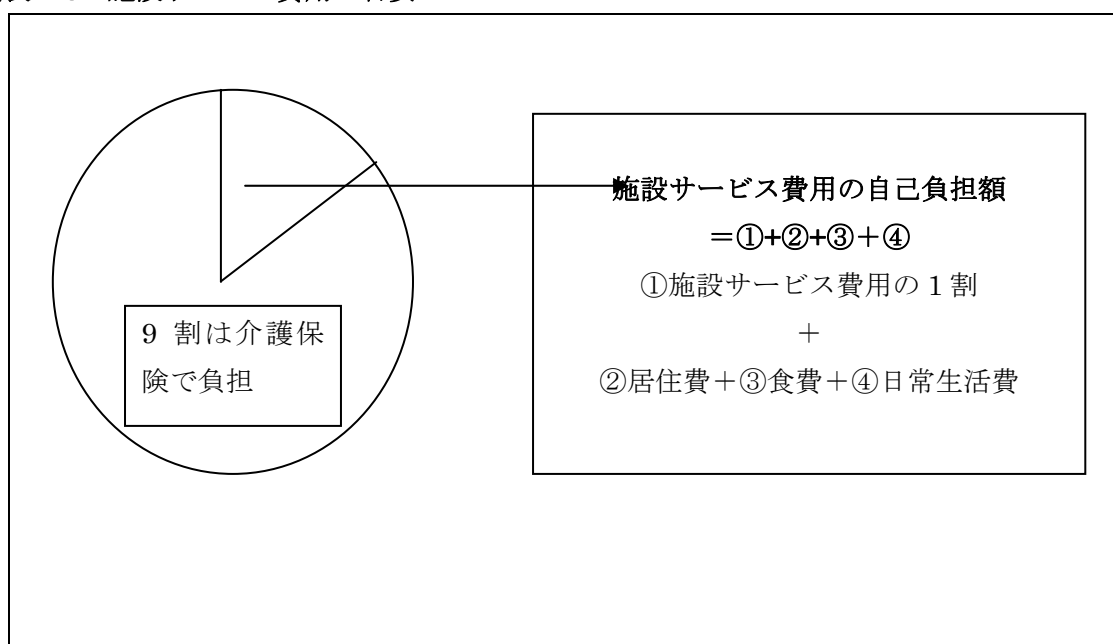 9 割は介護保
険で負担
施設サービス費用の自己負担額
＝①+②+③＋④
①施設サービス費用の 1 割
＋
②居住費＋③食費＋④日常生活費